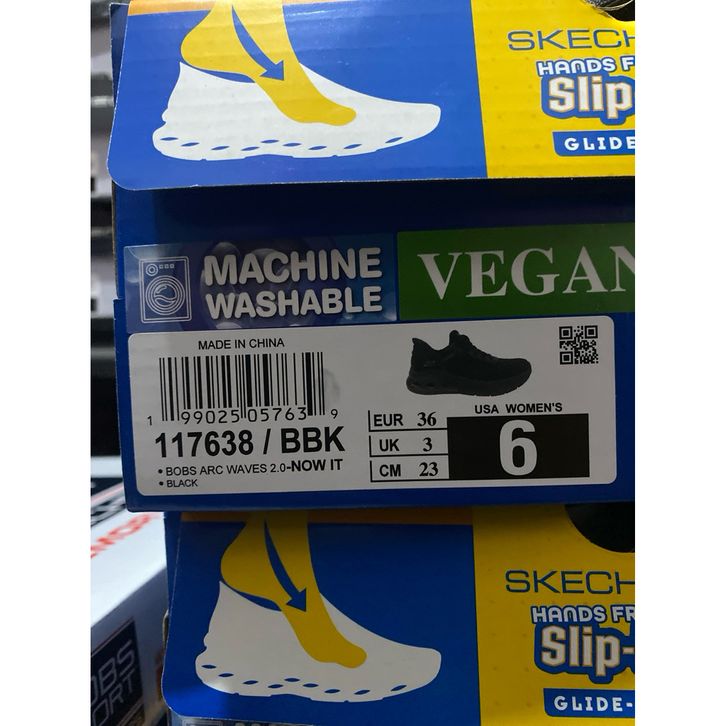 SKECH
HANDS FR
Slip-
GLIDE
MACHINE
WASHABLE
VEGAN
MADE IN CHINA
1 99025 05763 9
117638 / BBK
• BOBS ARC WAVES 2.0-NOW IT
• BLACK
EUR 36
UK 3
CM 23
USA WOMEN'S
6
SKECH
HANDS FR
Slip-
GLIDE-
OBS
ORT